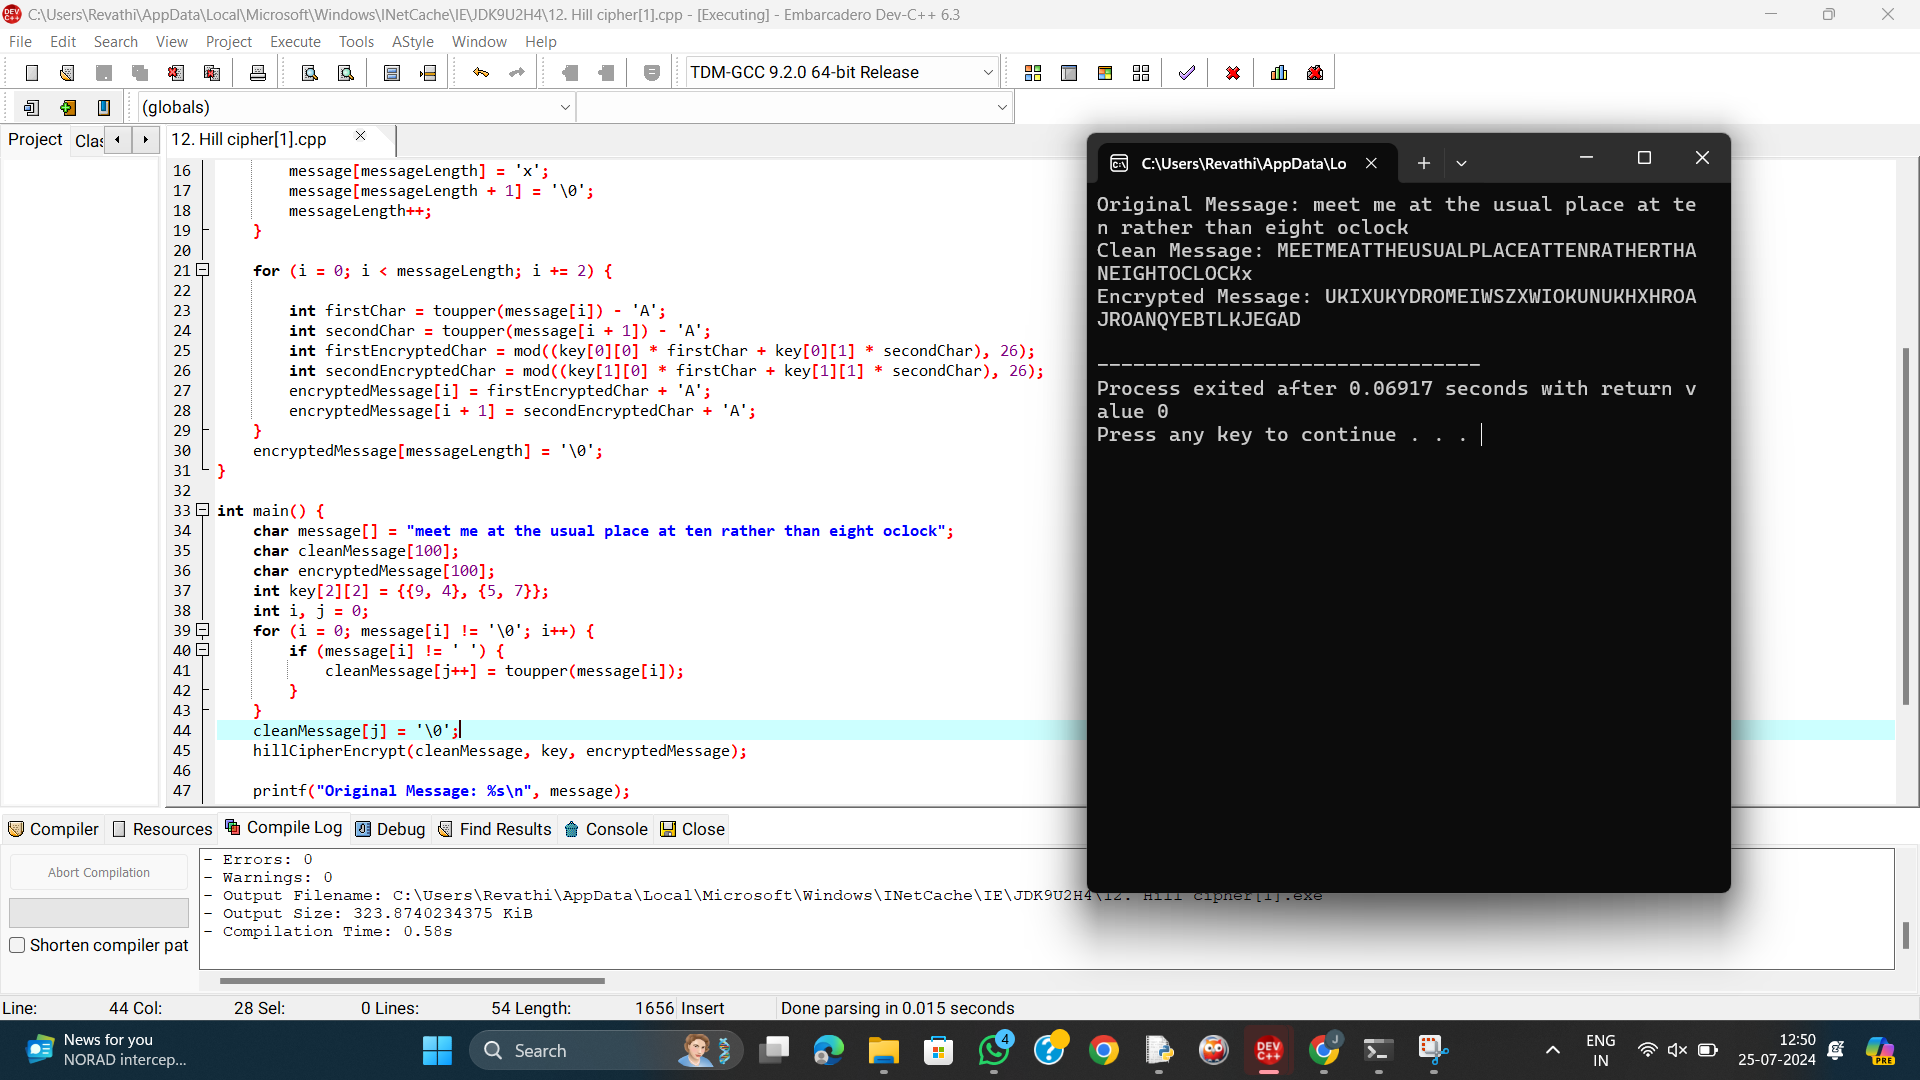 C:\Users\Revathi\AppData\Local\Microsoft\Windows\INetCache\IE\JDK9U2H4\12. Hill cipher[1].cpp - [Executing] - Embarcadero Dev-C++ 6.3
File Edit Search View Project Execute Tools AStyle Window Help
TDM-GCC 9.2.0 64-bit Release
(globals)
Project Clas 12. Hill cipher[1].cpp
16 message[messageLength] = 'x';
17 message[messageLength + 1] = '\0';
18 messageLength++;
19 }
20
21 for (i = 0; i < messageLength; i += 2) {
22
23 int firstChar = toupper(message[i]) - 'A';
24 int secondChar = toupper(message[i + 1]) - 'A';
25 int firstEncryptedChar = mod((key[0][0] * firstChar + key[0][1] * secondChar), 26);
26 int secondEncryptedChar = mod((key[1][0] * firstChar + key[1][1] * secondChar), 26);
27 encryptedMessage[i] = firstEncryptedChar + 'A';
28 encryptedMessage[i + 1] = secondEncryptedChar + 'A';
29 }
30 encryptedMessage[messageLength] = '\0';
31 }
32
33 int main() {
34 char message[] = "meet me at the usual place at ten rather than eight oclock";
35 char cleanMessage[100];
36 char encryptedMessage[100];
37 int key[2][2] = {{9, 4}, {5, 7}};
38 int i, j = 0;
39 for (i = 0; message[i] != '\0'; i++) {
40 if (message[i] != ' ') {
41 cleanMessage[j++] = toupper(message[i]);
42 }
43 }
44 cleanMessage[j] = '\0';
45 hillCipherEncrypt(cleanMessage, key, encryptedMessage);
46
47 printf("Original Message: %s\n", message);
C:\Users\Revathi\AppData\Lo
Original Message: meet me at the usual place at te
n rather than eight oclock
Clean Message: MEETMEATTHEUSUALPLACEATTENRATHERTHA
NEIGHTOCLOCKx
Encrypted Message: UKIXUKYDROMEIWSZXWIOKUNUKHXHROA
JROANQYEBTLKJEGAD
--------------------------------
Process exited after 0.06917 seconds with return v
alue 0
Press any key to continue . . .
Compiler Resources Compile Log Debug Find Results Console Close
Abort Compilation
Shorten compiler pat
- Errors: 0
- Warnings: 0
- Output Filename: C:\Users\Revathi\AppData\Local\Microsoft\Windows\INetCache\IE\JDK9U2H4\12. Hill cipher[1].exe
- Output Size: 323.8740234375 KiB
- Compilation Time: 0.58s
Line: 44 Col: 28 Sel: 0 Lines: 54 Length: 1656 Insert Done parsing in 0.015 seconds
News for you
NORAD intercep...
Search
DEV C++
4
J
ENG
IN
12:50
25-07-2024
PRE